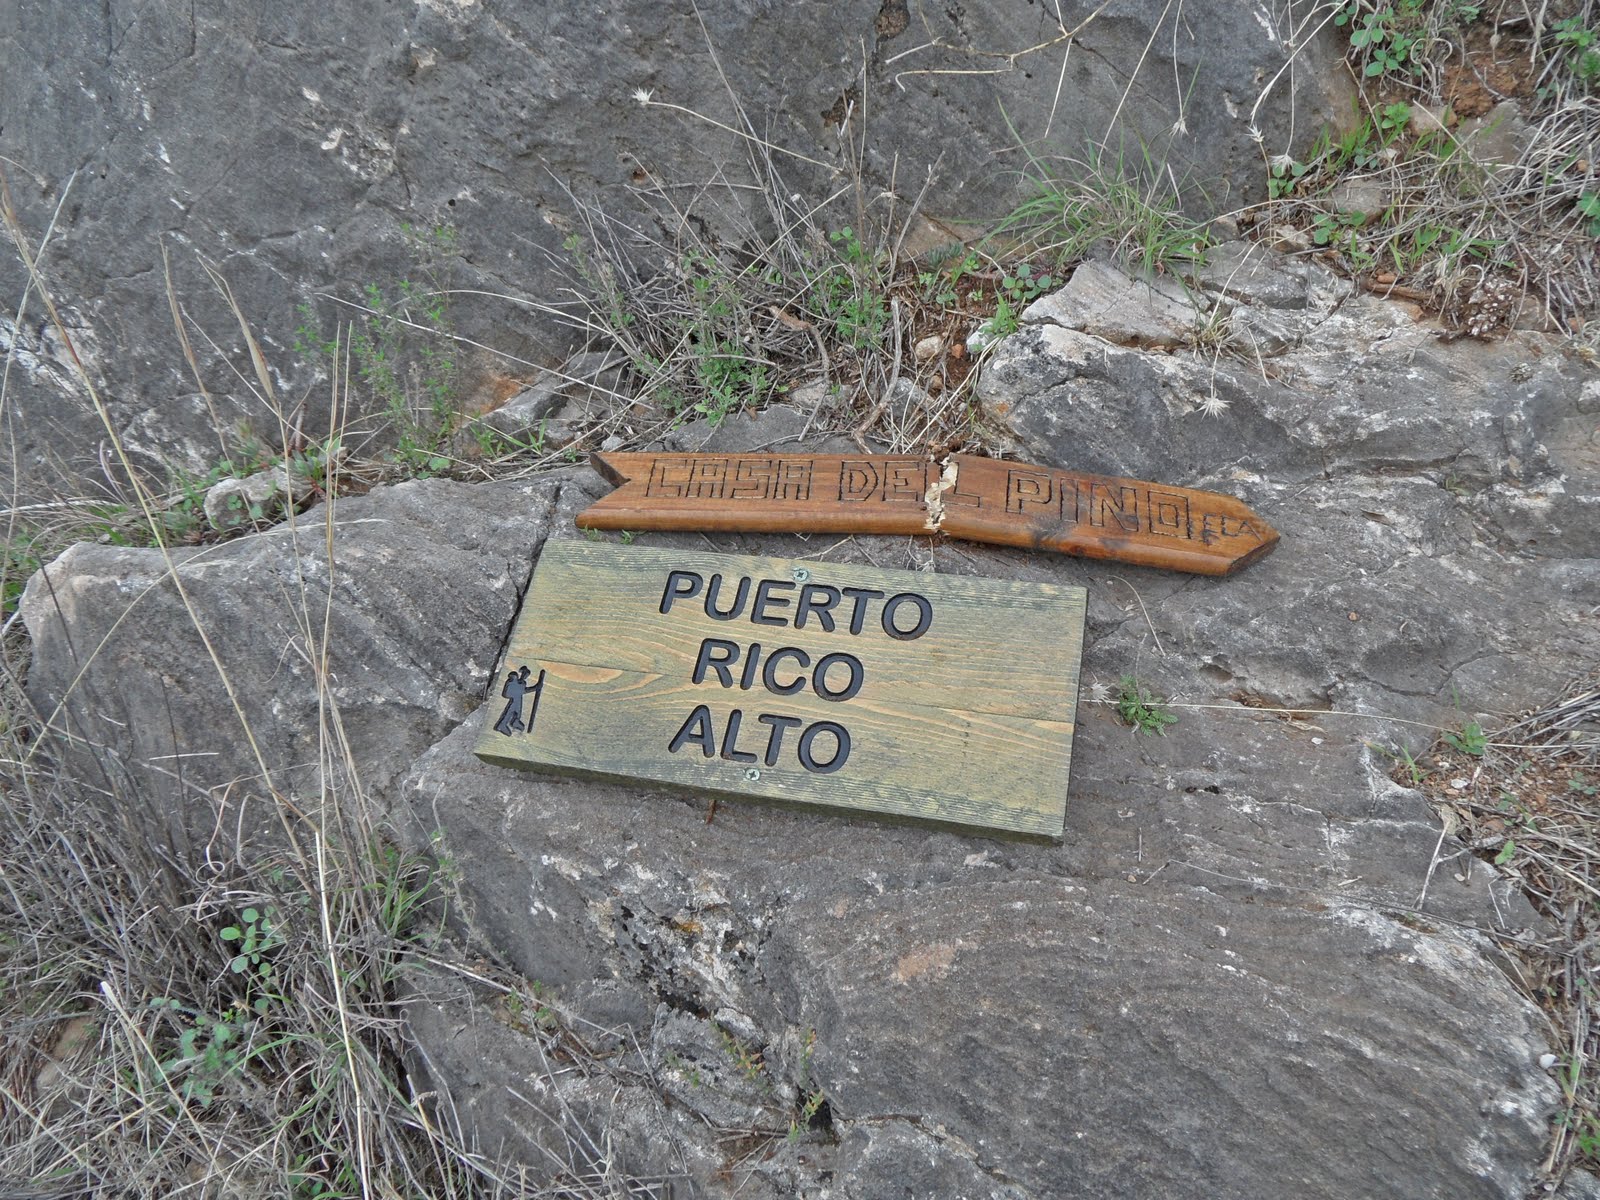 CASA DEL PINO
PUERTO
RICO
ALTO